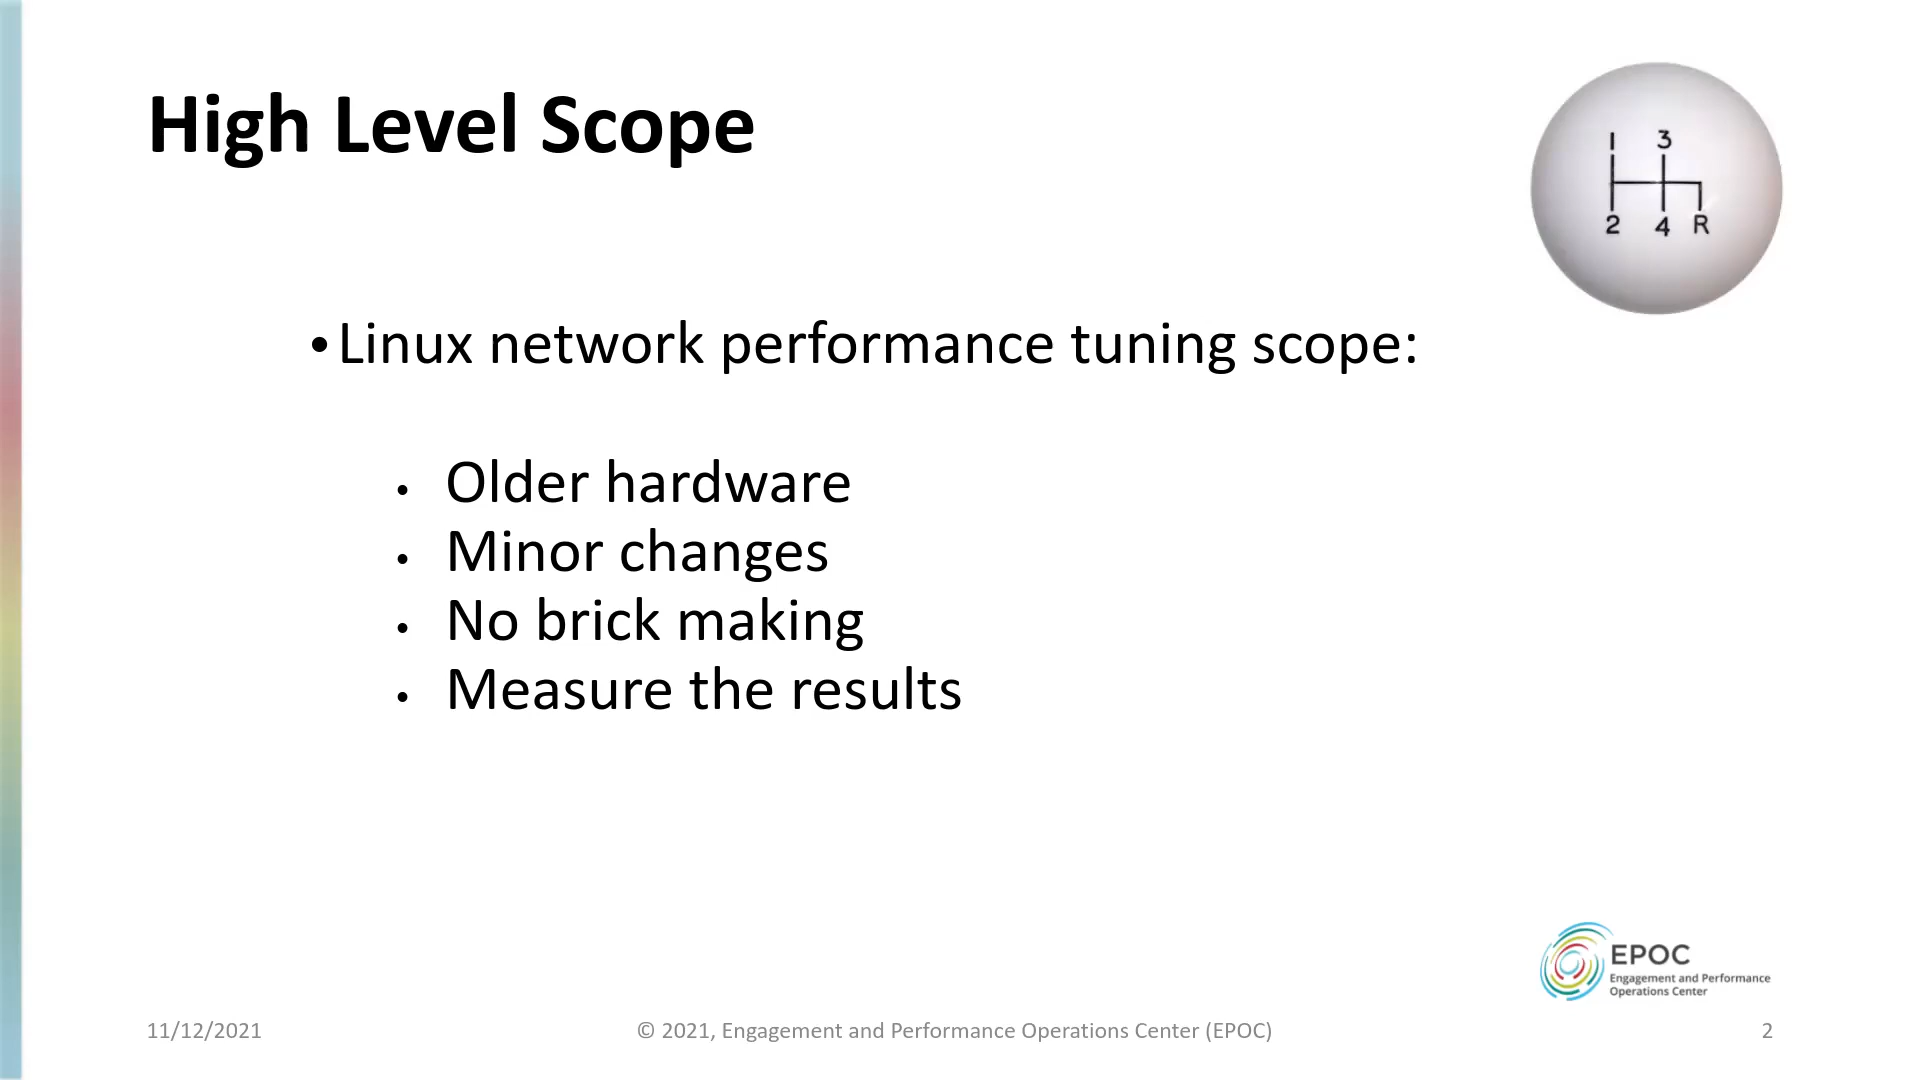 High Level Scope
1 3
2 4 R
• Linux network performance tuning scope:
• Older hardware
• Minor changes
• No brick making
• Measure the results
EPOC
Engagement and Performance
Operations Center
11/12/2021
© 2021, Engagement and Performance Operations Center (EPOC)
2